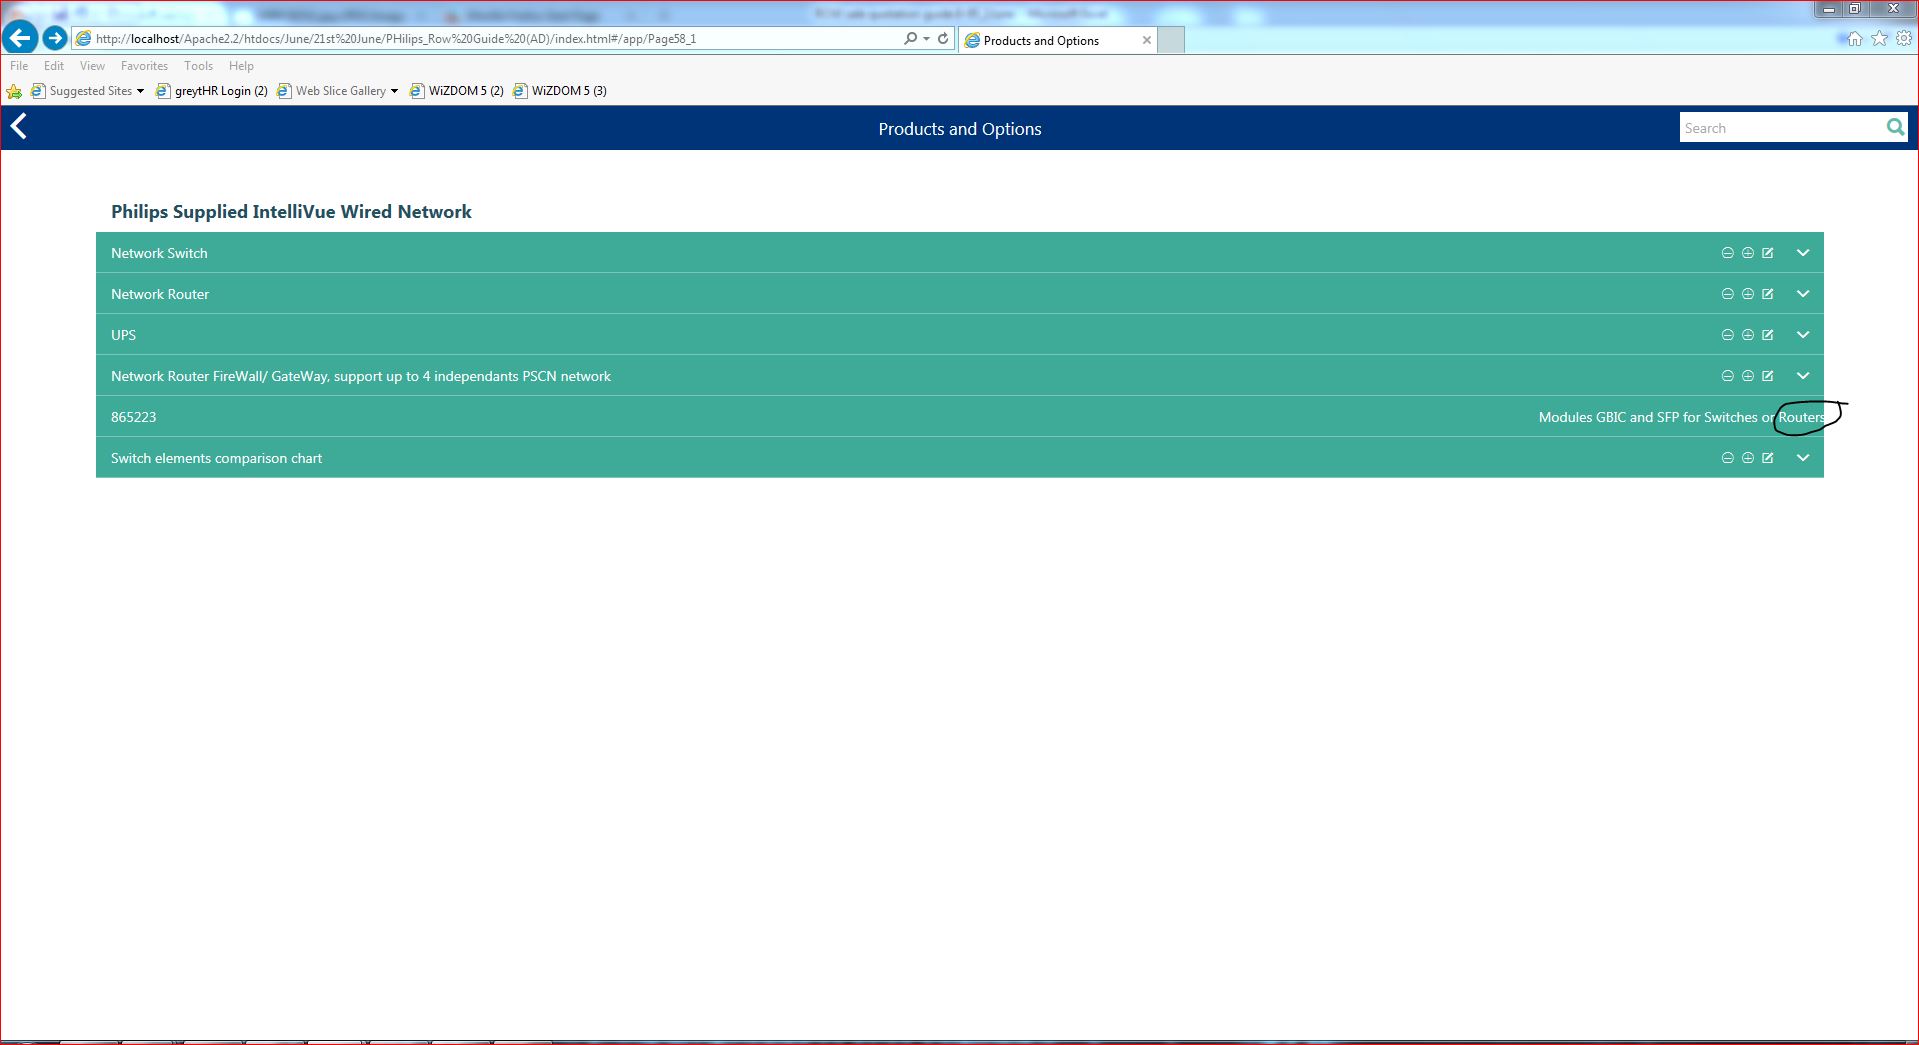 http://localhost/Apache2.2/htdocs/June/21st%20June/PHilips_Row%20Guide%20(AD)/index.html#/app/Page58_1
Products and Options
File Edit View Favorites Tools Help
Suggested Sites greytHR Login (2) Web Slice Gallery WiZDOM 5 (2) WiZDOM 5 (3)
Products and Options
Search
Philips Supplied IntelliVue Wired Network
Network Switch
Network Router
UPS
Network Router FireWall/ GateWay, support up to 4 independants PSCN network
865223 Modules GBIC and SFP for Switches or Routers
Switch elements comparison chart